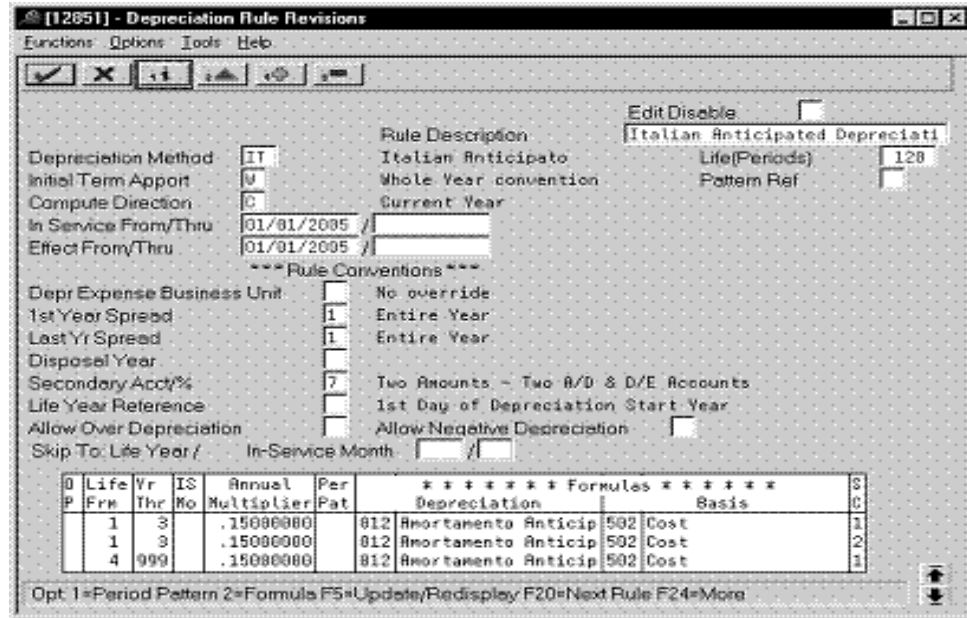 [12851] - Depreciation Rule Revisions
Functions Options Tools Help
Edit Disable
Rule Description Italian Anticipated Depreciati
Depreciation Method IT Italian Anticipato Life(Periods) 120
Initial Term Apport W Whole Year convention Pattern Ref
Compute Direction C Current Year
In Service From/Thru 01/01/2005 /
Effect From/Thru 01/01/2005 /
*** Rule Conventions ***
Depr Expense Business Unit No override
1st Year Spread 1 Entire Year
Last Yr Spread 1 Entire Year
Disposal Year
Secondary Acct/% 7 Two Amounts - Two A/D & D/E Accounts
Life Year Reference 1st Day of Depreciation Start Year
Allow Over Depreciation Allow Negative Depreciation
Skip To: Life Year / In-Service Month /
O Life Yr IS Annual Per * * * * * * * Formulas * * * * * * S
P Frm Thr Mo Multiplier Pat Depreciation Basis C
1 3 .15000000 812 Amortamento Anticip 502 Cost 1
1 3 .15000000 812 Amortamento Anticip 502 Cost 2
4 999 .15000000 812 Amortamento Anticip 502 Cost 1
Opt: 1=Period Pattern 2=Formula F5=Update/Redisplay F20=Next Rule F24=More